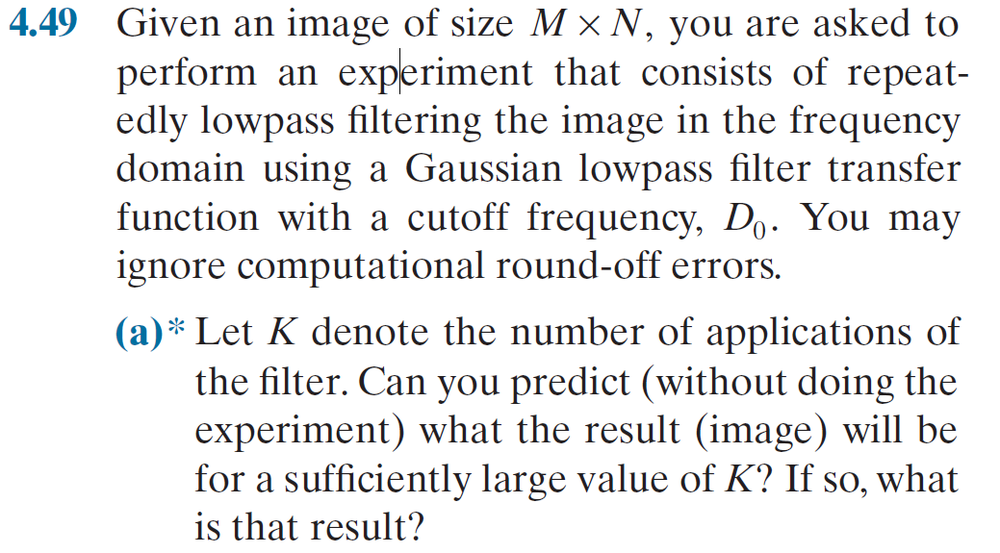 4.49 Given an image of size M × N, you are asked to
perform an experiment that consists of repeat-
edly lowpass filtering the image in the frequency
domain using a Gaussian lowpass filter transfer
function with a cutoff frequency, D₀. You may
ignore computational round-off errors.
(a)* Let K denote the number of applications of
the filter. Can you predict (without doing the
experiment) what the result (image) will be
for a sufficiently large value of K? If so, what
is that result?